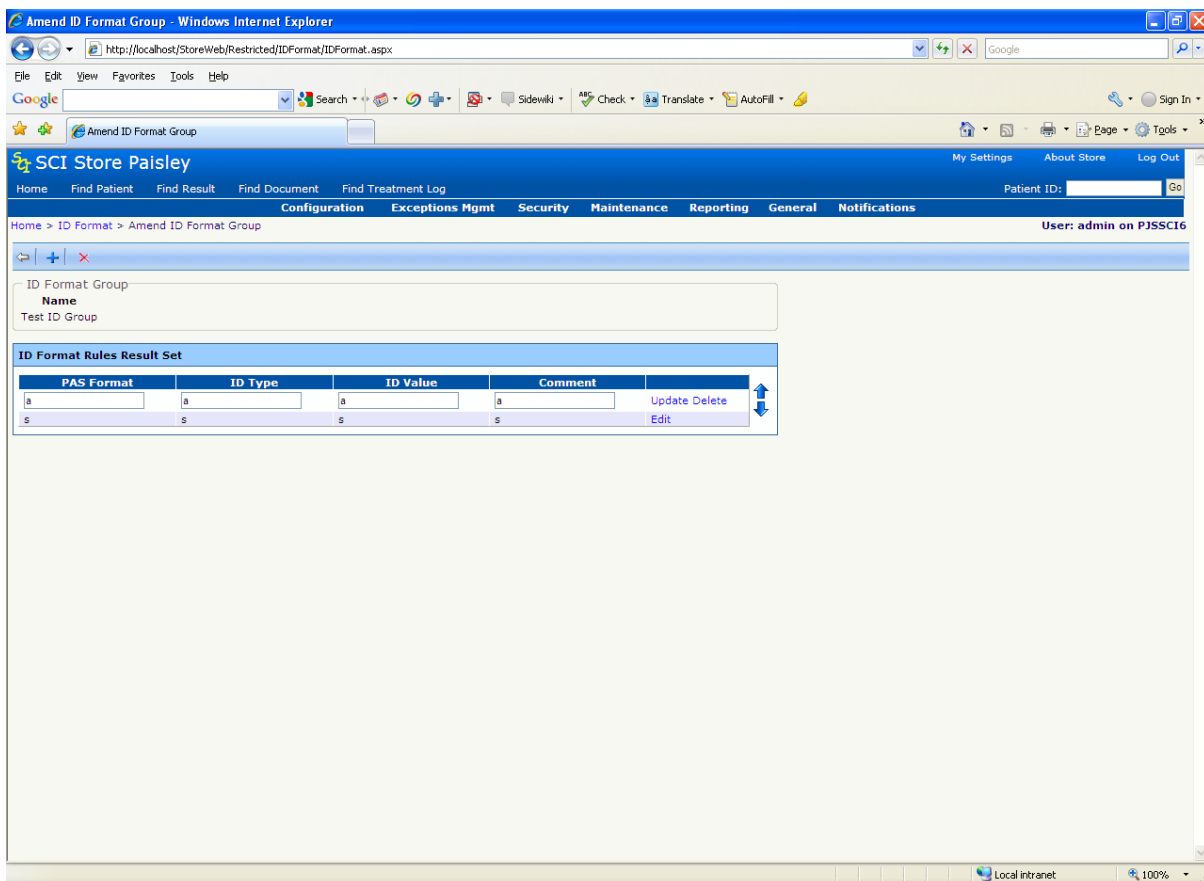 Amend ID Format Group - Windows Internet Explorer
http://localhost/StoreWeb/Restricted/IDFormat/IDFormat.aspx
Google
File Edit View Favorites Tools Help
Google Search Sidewiki ABC Check Translate AutoFill Sign In
Amend ID Format Group Page Tools
SCI Store Paisley My Settings About Store Log Out
Home Find Patient Find Result Find Document Find Treatment Log Patient ID: Go
Configuration Exceptions Mgmt Security Maintenance Reporting General Notifications
Home > ID Format > Amend ID Format Group User: admin on PJSSCI6
ID Format Group
Name
Test ID Group
ID Format Rules Result Set
PAS Format ID Type ID Value Comment
a a a a Update Delete
s s s s Edit
Local intranet 100%